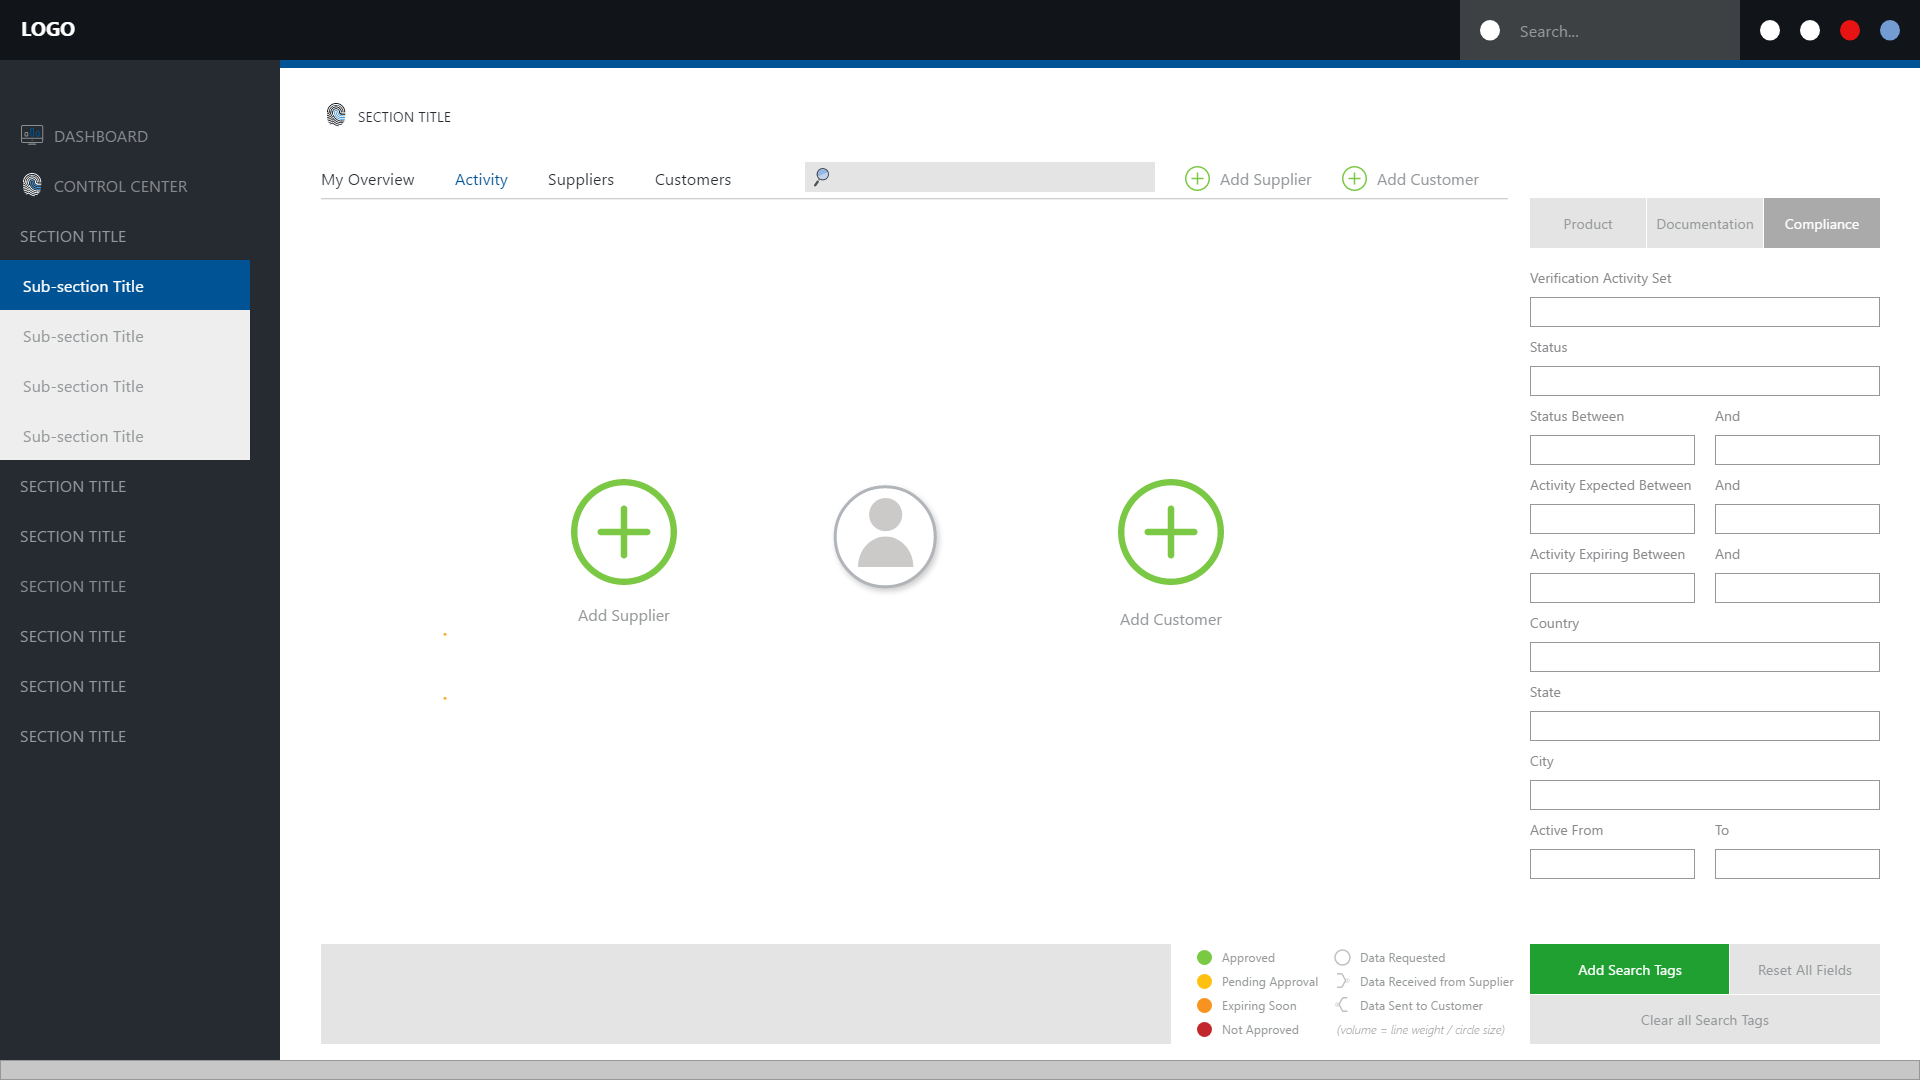 LOGO
Search...
DASHBOARD
CONTROL CENTER
SECTION TITLE
Sub-section Title
Sub-section Title
Sub-section Title
Sub-section Title
SECTION TITLE
SECTION TITLE
SECTION TITLE
SECTION TITLE
SECTION TITLE
SECTION TITLE
SECTION TITLE
My Overview Activity Suppliers Customers Add Supplier Add Customer
Add Supplier
Add Customer
Product Documentation Compliance
Verification Activity Set
Status
Status Between And
Activity Expected Between And
Activity Expiring Between And
Country
State
City
Active From To
Approved
Pending Approval
Expiring Soon
Not Approved
Data Requested
Data Received from Supplier
Data Sent to Customer
(volume = line weight / circle size)
Add Search Tags Reset All Fields
Clear all Search Tags